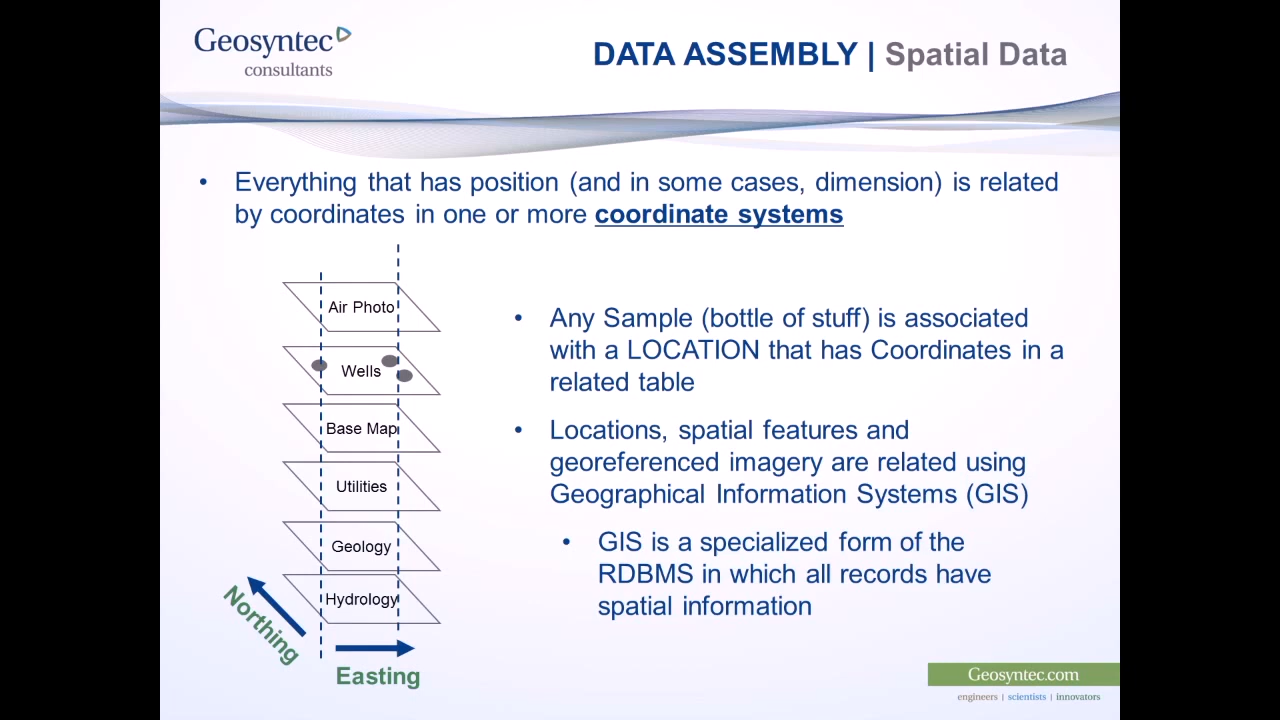 Geosyntec
consultants
DATA ASSEMBLY | Spatial Data
• Everything that has position (and in some cases, dimension) is related
by coordinates in one or more coordinate systems
Air Photo
Wells
Base Map
Utilities
Geology
Hydrology
Northing
Easting
• Any Sample (bottle of stuff) is associated
with a LOCATION that has Coordinates in a
related table
• Locations, spatial features and
georeferenced imagery are related using
Geographical Information Systems (GIS)
• GIS is a specialized form of the
RDBMS in which all records have
spatial information
Geosyntec.com
engineers | scientists | innovators